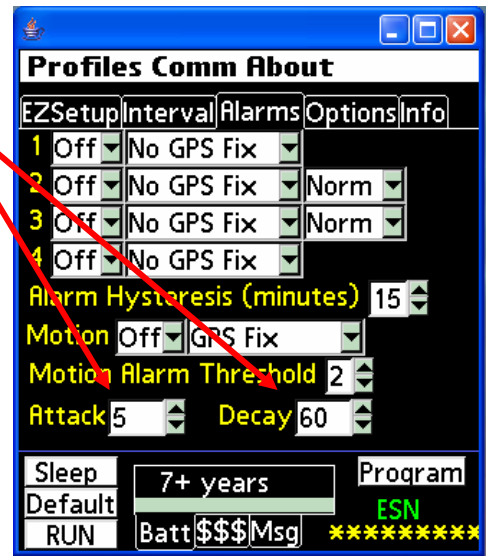 Profiles Comm About
EZSetup Interval Alarms Options Info
1 Off No GPS Fix
2 Off No GPS Fix Norm
3 Off No GPS Fix Norm
4 Off No GPS Fix
Alarm Hysteresis (minutes) 15
Motion Off GPS Fix
Motion Alarm Threshold 2
Attack 5 Decay 60
Sleep 7+ years Program
Default ESN
RUN Batt $$$ Msg *********